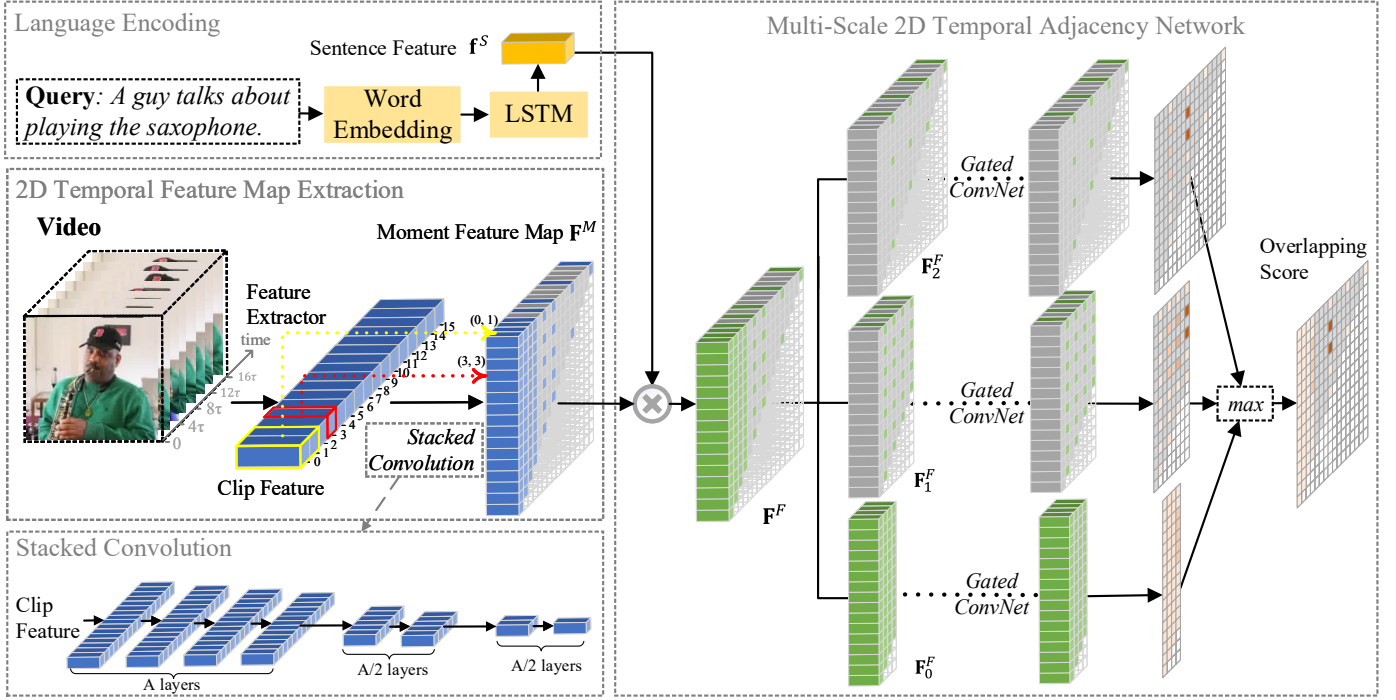 Language Encoding
Sentence Feature f^S
Query: A guy talks about
playing the saxophone.
Word
Embedding
LSTM
2D Temporal Feature Map Extraction
Video
Moment Feature Map F^M
Feature
Extractor
time
16τ
12τ
8τ
4τ
0
(0, 1)
(3, 3)
15
14
13
12
11
10
9
8
7
6
5
4
3
2
1
0
Clip Feature
Stacked
Convolution
Stacked Convolution
Clip
Feature
A layers
A/2 layers
A/2 layers
Multi-Scale 2D Temporal Adjacency Network
F^F
Gated
ConvNet
F_2^F
Gated
ConvNet
F_1^F
Gated
ConvNet
F_0^F
max
Overlapping
Score